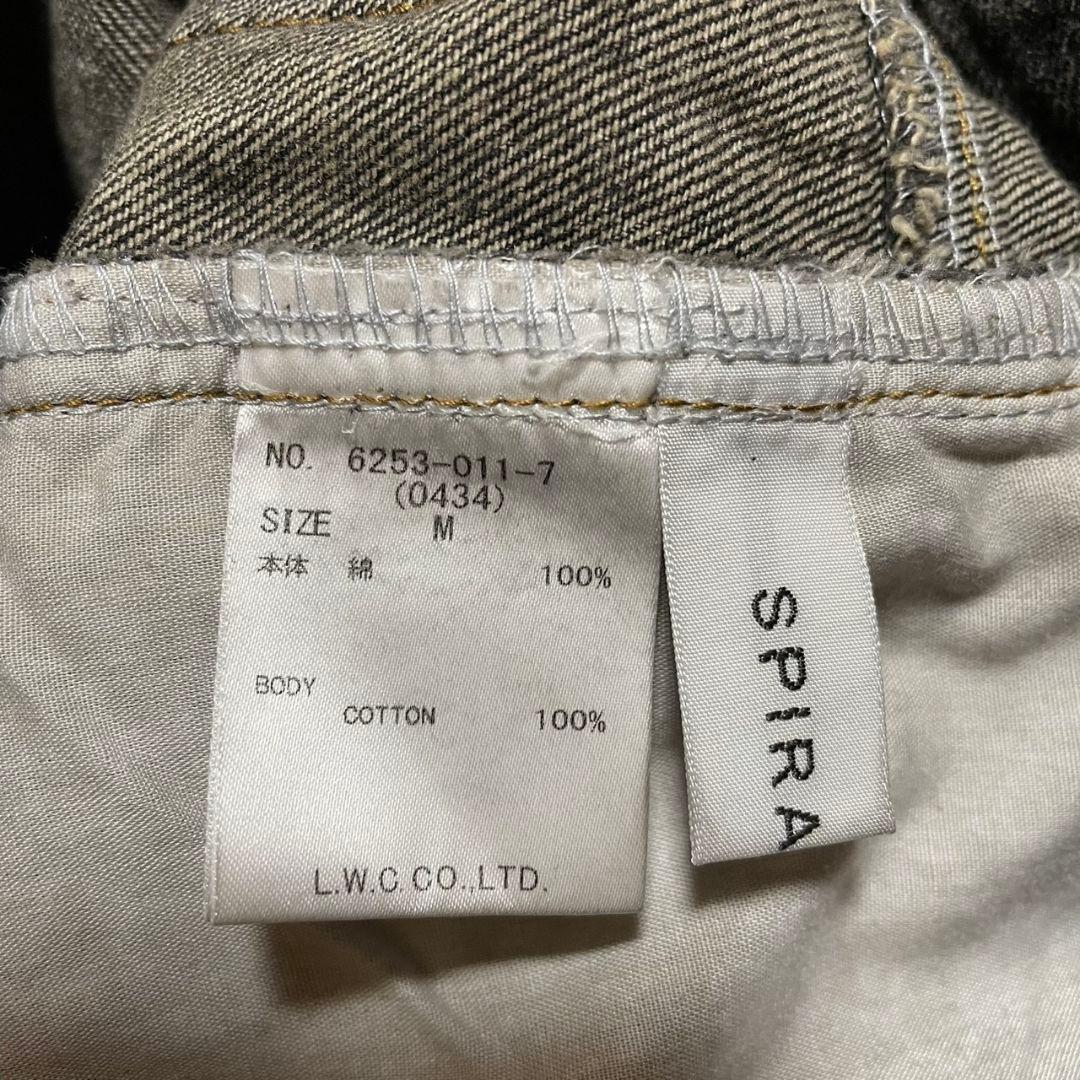 NO. 6253-011-7
(0434)
SIZE M
本体 綿 100%
BODY
COTTON 100%
L.W.C CO.,LTD.
SPIRA